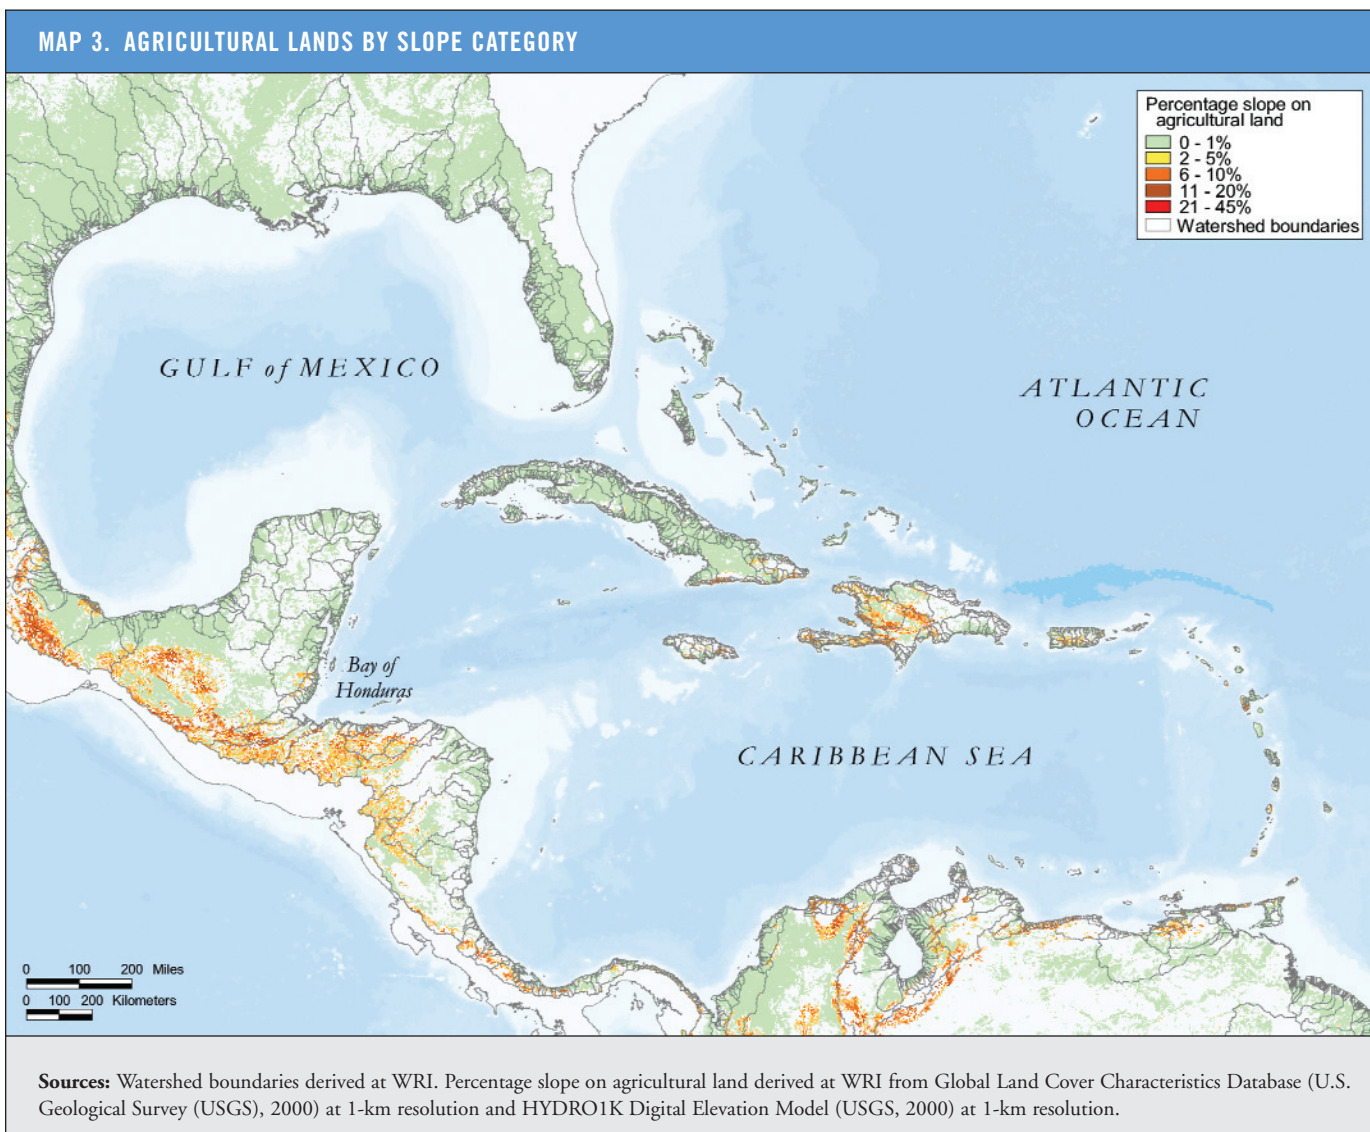 MAP 3. AGRICULTURAL LANDS BY SLOPE CATEGORY
Percentage slope on
agricultural land
0 - 1%
2 - 5%
6 - 10%
11 - 20%
21 - 45%
Watershed boundaries
GULF of MEXICO
ATLANTIC
OCEAN
Bay of
Honduras
CARIBBEAN SEA
0 100 200 Miles
0 100 200 Kilometers
Sources: Watershed boundaries derived at WRI. Percentage slope on agricultural land derived at WRI from Global Land Cover Characteristics Database (U.S.
Geological Survey (USGS), 2000) at 1-km resolution and HYDRO1K Digital Elevation Model (USGS, 2000) at 1-km resolution.